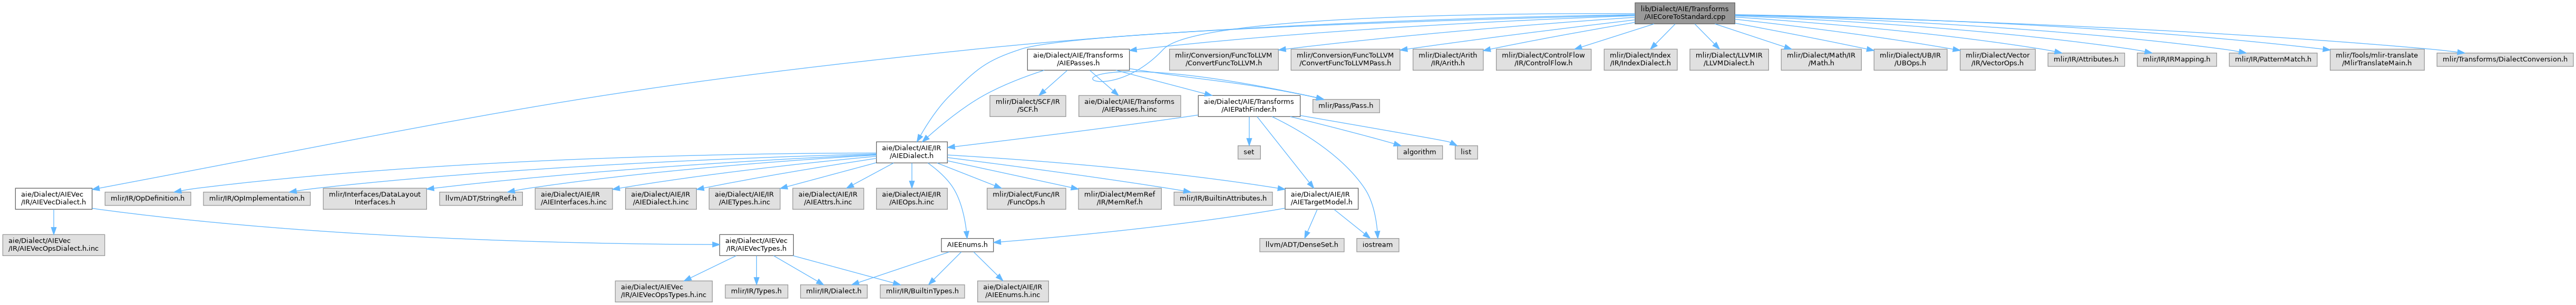 lib/Dialect/AIE/Transforms
/AIECoreToStandard.cpp
aie/Dialect/AIE/Transforms
/AIEPasses.h
mlir/Conversion/FuncToLLVM
/ConvertFuncToLLVM.h
mlir/Conversion/FuncToLLVM
/ConvertFuncToLLVMPass.h
mlir/Dialect/Arith
/IR/Arith.h
mlir/Dialect/ControlFlow
/IR/ControlFlow.h
mlir/Dialect/Index
/IR/IndexDialect.h
mlir/Dialect/LLVMIR
/LLVMDialect.h
mlir/Dialect/Math/IR
/Math.h
mlir/Dialect/UB/IR
/UBOps.h
mlir/Dialect/Vector
/IR/VectorOps.h
mlir/IR/Attributes.h
mlir/IR/IRMapping.h
mlir/IR/PatternMatch.h
mlir/Tools/mlir-translate
/MlirTranslateMain.h
mlir/Transforms/DialectConversion.h
mlir/Dialect/SCF/IR
/SCF.h
aie/Dialect/AIE/Transforms
/AIEPasses.h.inc
aie/Dialect/AIE/Transforms
/AIEPathFinder.h
mlir/Pass/Pass.h
aie/Dialect/AIE/IR
/AIEDialect.h
set
algorithm
list
aie/Dialect/AIEVec
/IR/AIEVecDialect.h
mlir/IR/OpDefinition.h
mlir/IR/OpImplementation.h
mlir/Interfaces/DataLayout
Interfaces.h
llvm/ADT/StringRef.h
aie/Dialect/AIE/IR
/AIEInterfaces.h.inc
aie/Dialect/AIE/IR
/AIEDialect.h.inc
aie/Dialect/AIE/IR
/AIETypes.h.inc
aie/Dialect/AIE/IR
/AIEAttrs.h.inc
aie/Dialect/AIE/IR
/AIEOps.h.inc
mlir/Dialect/Func/IR
/FuncOps.h
mlir/Dialect/MemRef
/IR/MemRef.h
mlir/IR/BuiltinAttributes.h
aie/Dialect/AIE/IR
/AIETargetModel.h
aie/Dialect/AIEVec
/IR/AIEVecOpsDialect.h.inc
aie/Dialect/AIEVec
/IR/AIEVecTypes.h
AIEEnums.h
llvm/ADT/DenseSet.h
iostream
aie/Dialect/AIEVec
/IR/AIEVecOpsTypes.h.inc
mlir/IR/Types.h
mlir/IR/Dialect.h
mlir/IR/BuiltinTypes.h
aie/Dialect/AIE/IR
/AIEEnums.h.inc